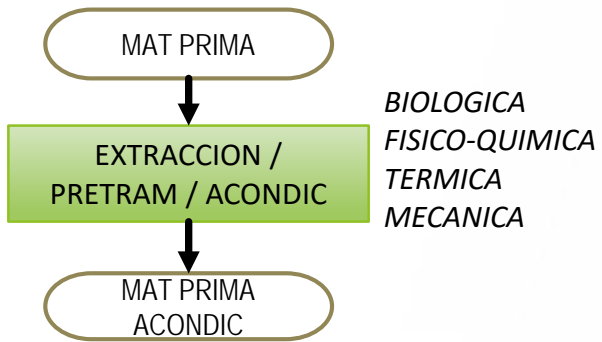 MAT PRIMA
EXTRACCION /
PRETRAM / ACONDIC
BIOLOGICA
FISICO-QUIMICA
TERMICA
MECANICA
MAT PRIMA
ACONDIC